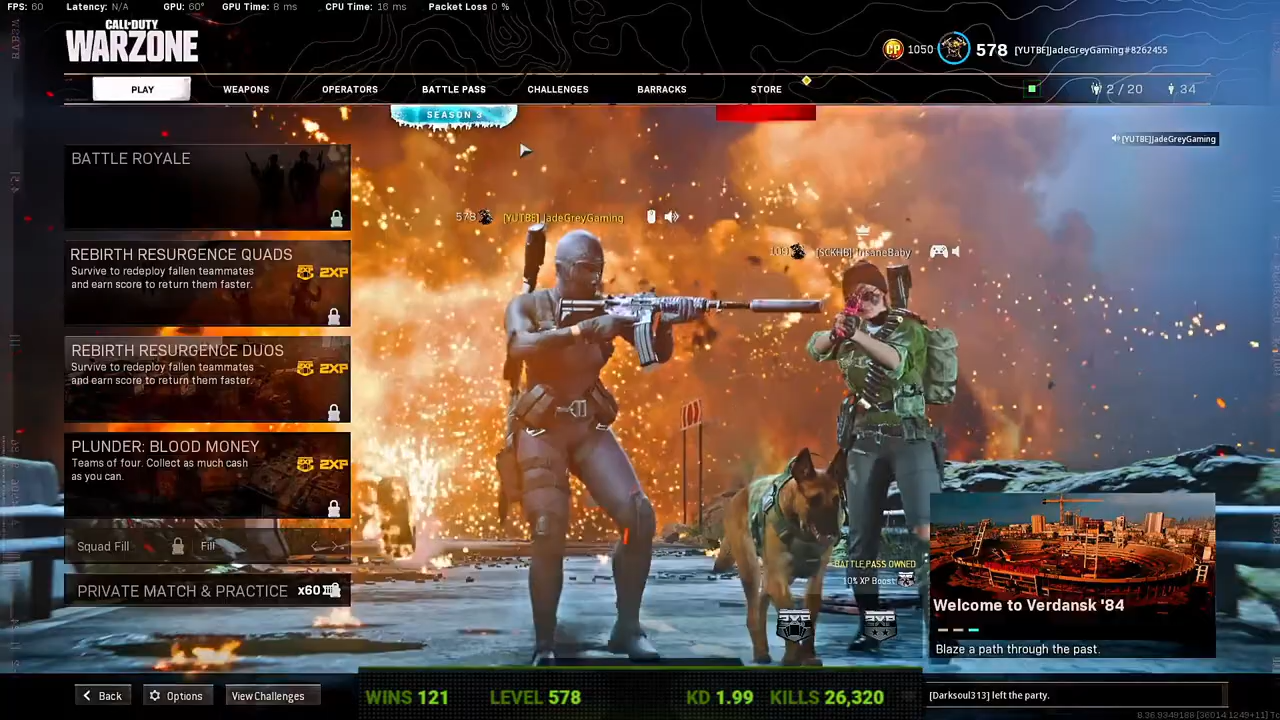 FPS: 60 Latency: N/A GPU: 60° GPU Time: 8 ms CPU Time: 16 ms Packet Loss 0 %
CALL·DUTY
WARZONE
1050 578 [YUTBE]JadeGreyGaming#8262455
PLAY WEAPONS OPERATORS BATTLE PASS CHALLENGES BARRACKS STORE 2 / 20 34
SEASON 3
[YUTBE]JadeGreyGaming
BATTLE ROYALE
578 [YUTBE]JadeGreyGaming
REBIRTH RESURGENCE QUADS
Survive to redeploy fallen teammates
and earn score to return them faster.
2XP
REBIRTH RESURGENCE DUOS
Survive to redeploy fallen teammates
and earn score to return them faster.
2XP
PLUNDER: BLOOD MONEY
Teams of four. Collect as much cash
as you can.
2XP
Squad Fill Fill
PRIVATE MATCH & PRACTICE x60
BATTLE PASS OWNED
10% XP Boost
2XP
2XP
Welcome to Verdansk '84
Blaze a path through the past.
Back Options View Challenges
WINS 121 LEVEL 578 KD 1.99 KILLS 26,320
[Darksoul313] left the party.